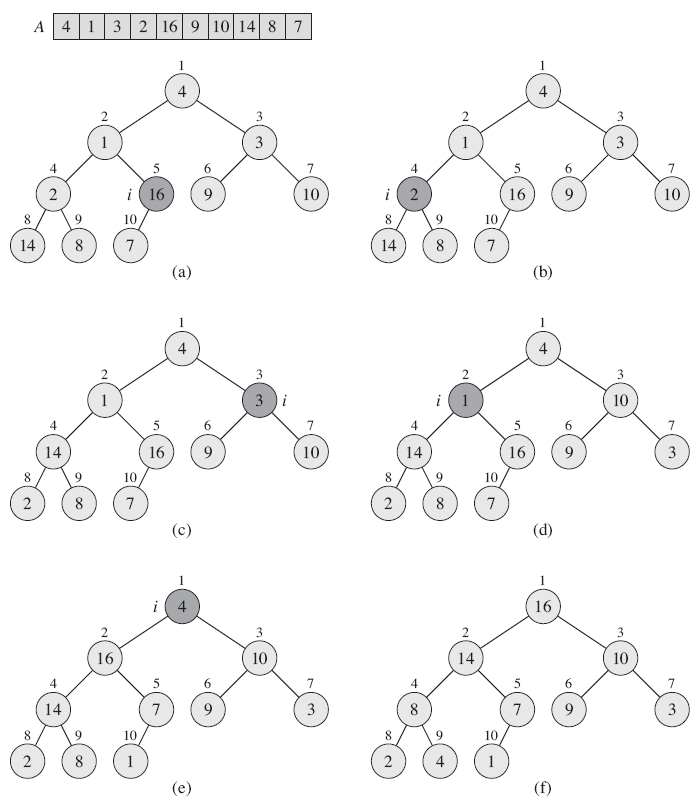 A 4 1 3 2 16 9 10 14 8 7
1 1
4 4
2 3 2 3
1 3 1 3
4 5 6 7 4 5 6 7
2 i 16 9 10 i 2 16 9 10
8 9 10 8 9 10
14 8 7 14 8 7
(a) (b)
1 1
4 4
2 3 2 3
1 3 i i 1 10
4 5 6 7 4 5 6 7
14 16 9 10 14 16 9 3
8 9 10 8 9 10
2 8 7 2 8 7
(c) (d)
1 1
i 4 16
2 3 2 3
16 10 14 10
4 5 6 7 4 5 6 7
14 7 9 3 8 7 9 3
8 9 10 8 9 10
2 8 1 2 4 1
(e) (f)